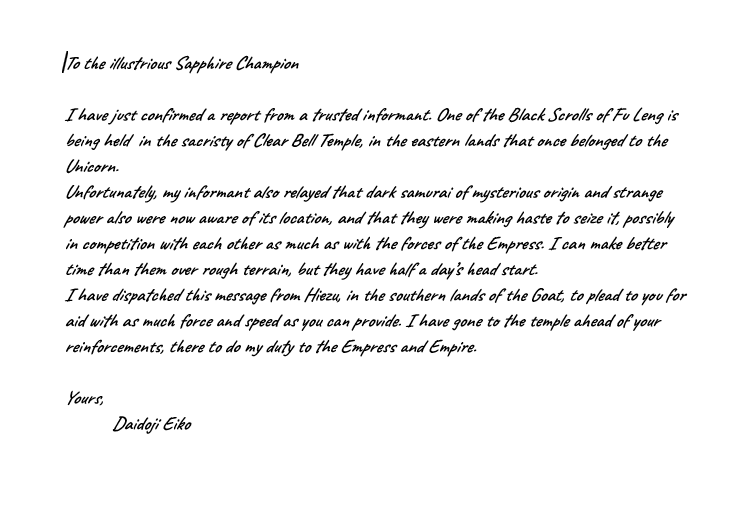 To the illustrious Sapphire Champion
I have just confirmed a report from a trusted informant. One of the Black Scrolls of Fu Leng is
being held in the sacristy of Clear Bell Temple, in the eastern lands that once belonged to the
Unicorn.
Unfortunately, my informant also relayed that dark samurai of mysterious origin and strange
power also were now aware of its location, and that they were making haste to seize it, possibly
in competition with each other as much as with the forces of the Empress. I can make better
time than them over rough terrain, but they have half a day's head start.
I have dispatched this message from Hiezu, in the southern lands of the Goat, to plead to you for
aid with as much force and speed as you can provide. I have gone to the temple ahead of your
reinforcements, there to do my duty to the Empress and Empire.
Yours,
Daidoji Eiko